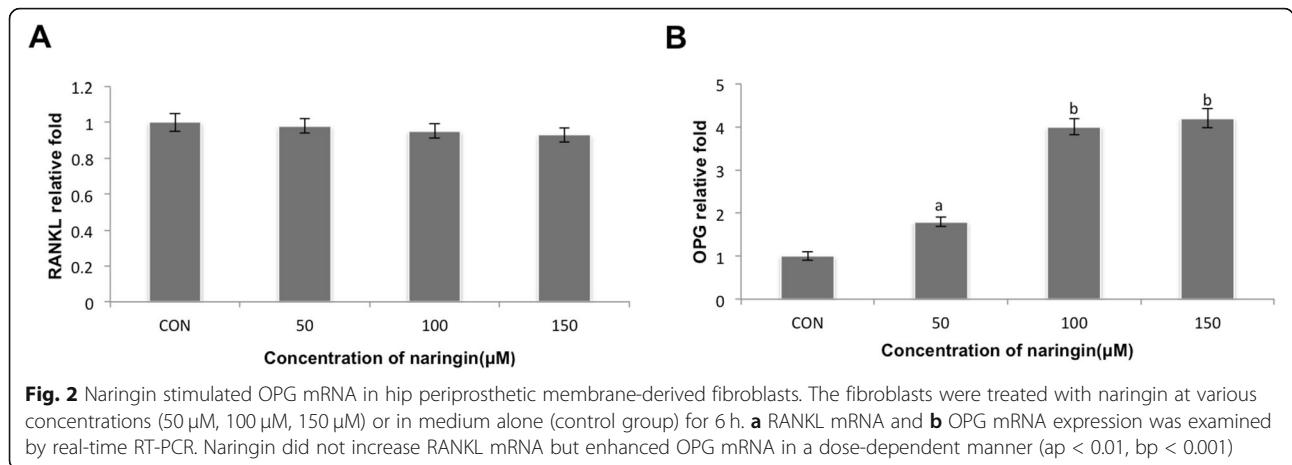 A
B
RANKL relative fold
1.2
1
0.8
0.6
0.4
0.2
0
CON 50 100 150
Concentration of naringin(µM)
OPG relative fold
5
4
3
2
1
0
a
b
b
CON 50 100 150
Concentration of naringin(µM)
Fig. 2 Naringin stimulated OPG mRNA in hip periprosthetic membrane-derived fibroblasts. The fibroblasts were treated with naringin at various
concentrations (50 µM, 100 µM, 150 µM) or in medium alone (control group) for 6 h. a RANKL mRNA and b OPG mRNA expression was examined
by real-time RT-PCR. Naringin did not increase RANKL mRNA but enhanced OPG mRNA in a dose-dependent manner (ap < 0.01, bp < 0.001)